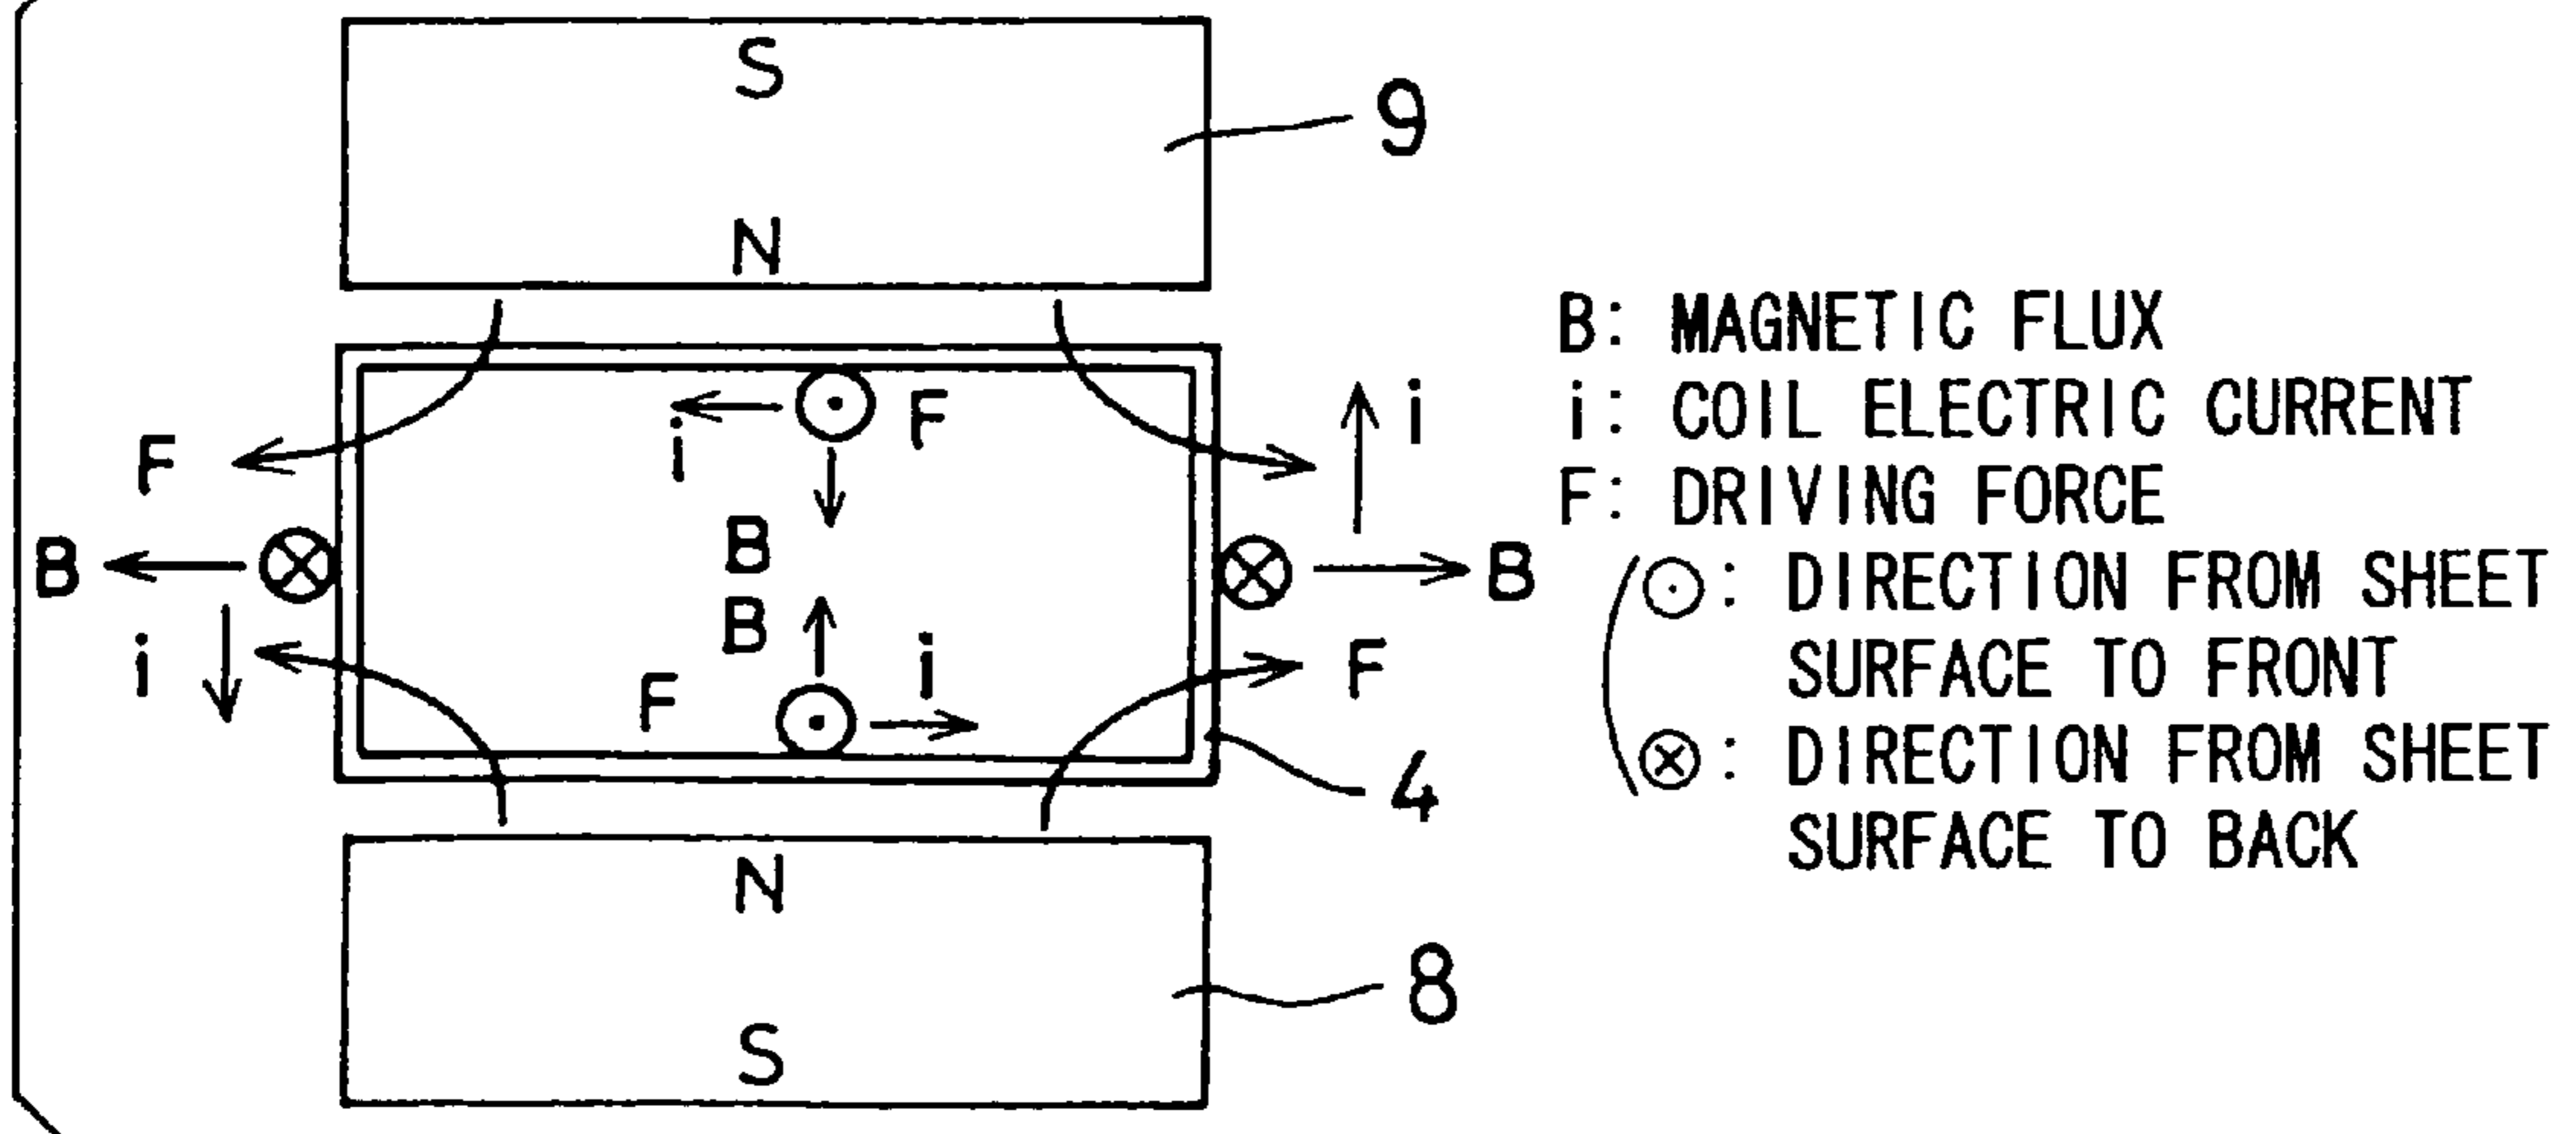 S
9
N
B: MAGNETIC FLUX
i: COIL ELECTRIC CURRENT
F: DRIVING FORCE
⊙: DIRECTION FROM SHEET
SURFACE TO FRONT
⊗: DIRECTION FROM SHEET
SURFACE TO BACK
i F i
F
B B B
B
i F i F
4
N
8
S